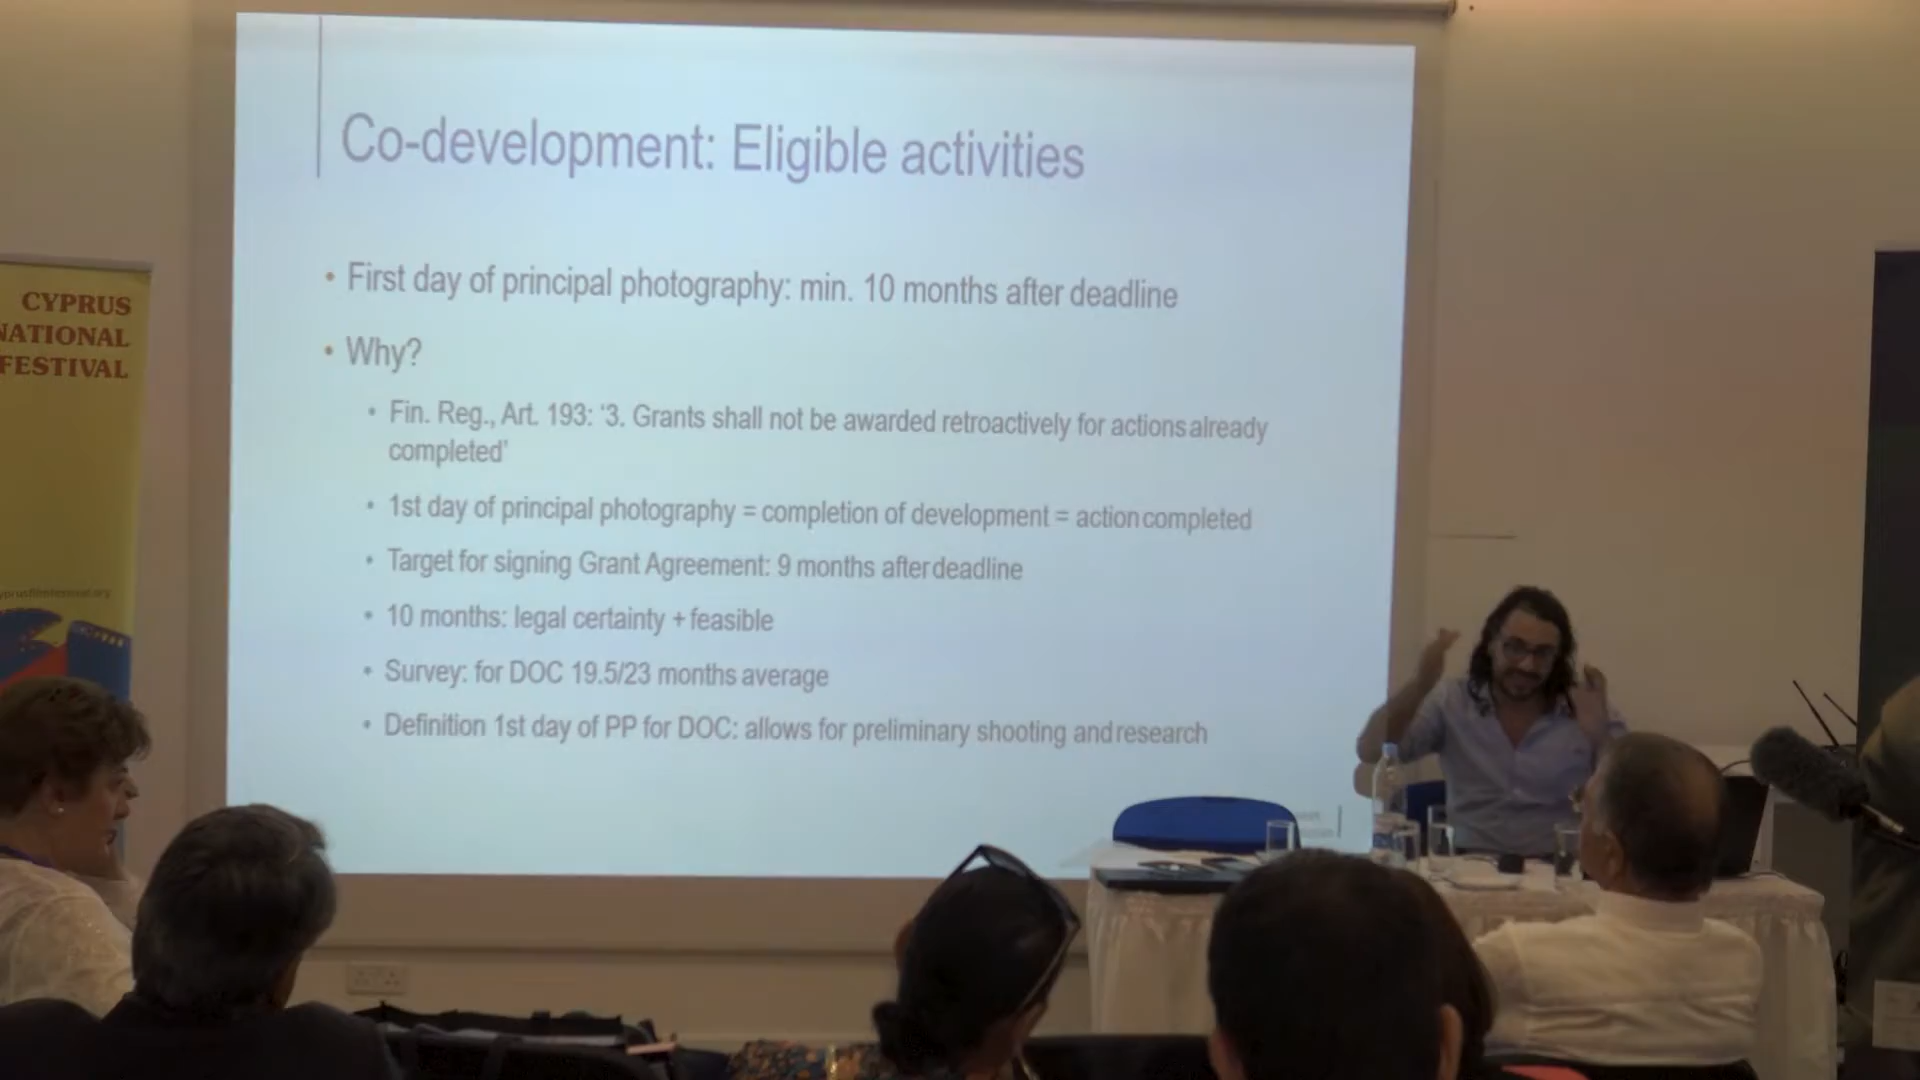 Co-development: Eligible activities
• First day of principal photography: min. 10 months after deadline
• Why?
• Fin. Reg., Art. 193: ‘3. Grants shall not be awarded retroactively for actions already
completed’
• 1st day of principal photography = completion of development = action completed
• Target for signing Grant Agreement: 9 months after deadline
• 10 months: legal certainty + feasible
• Survey: for DOC 19.5/23 months average
• Definition 1st day of PP for DOC: allows for preliminary shooting and research
CYPRUS
NATIONAL
FESTIVAL
yprusfilmfestival.org